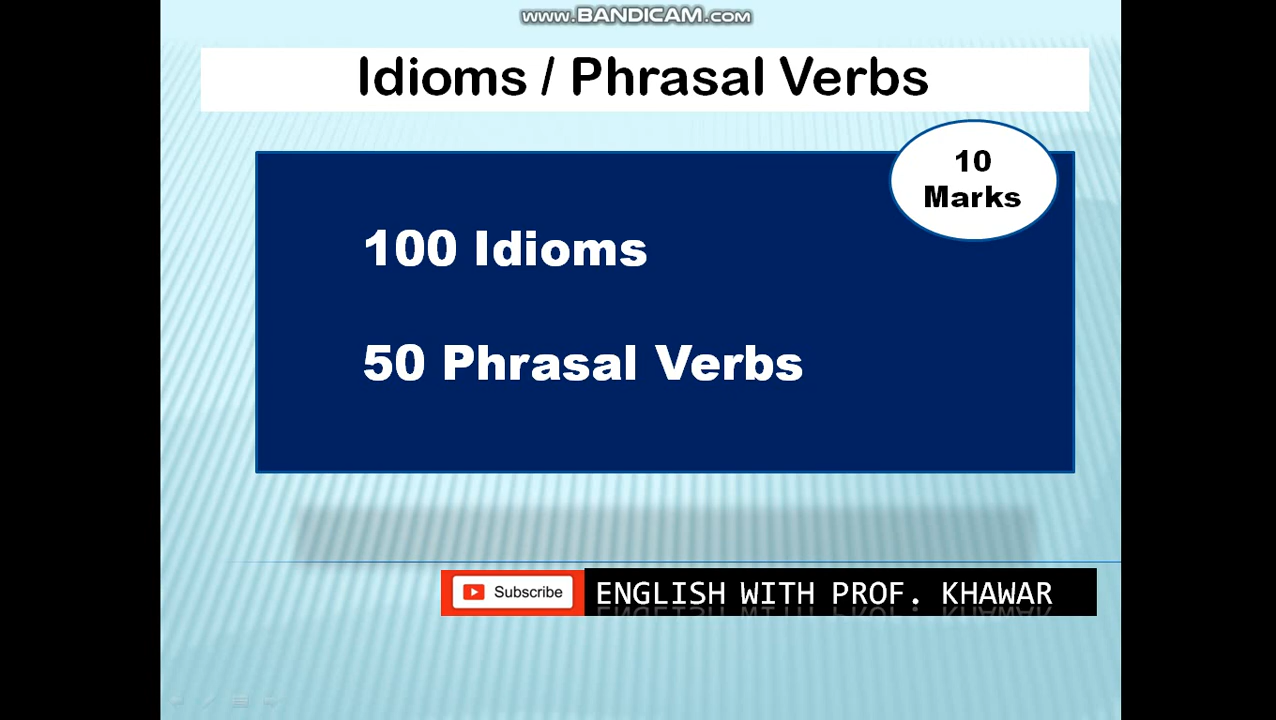 www.BANDICAM.com
Idioms / Phrasal Verbs
10
Marks
100 Idioms
50 Phrasal Verbs
Subscribe
ENGLISH WITH PROF. KHAWAR